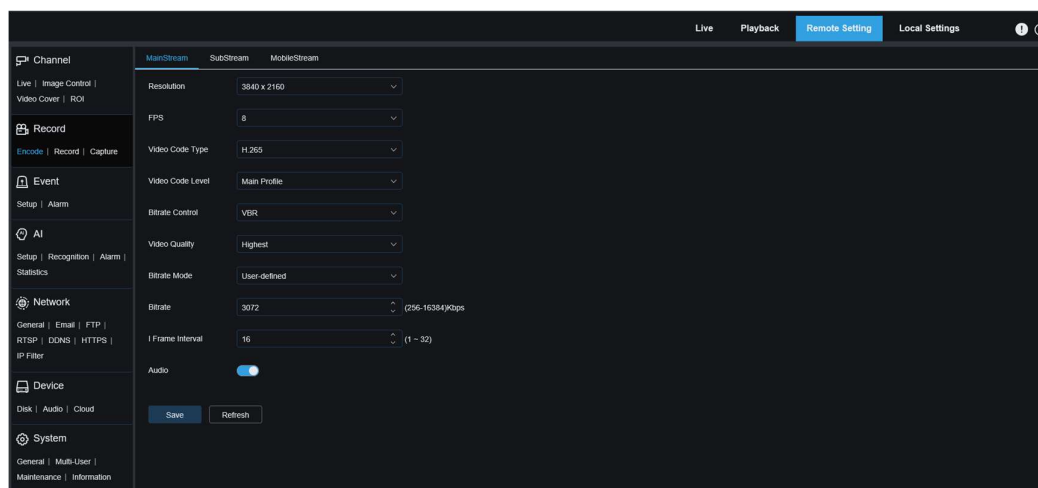 Live Playback Remote Setting Local Settings
Channel
Live | Image Control |
Video Cover | ROI
Record
Encode | Record | Capture
Event
Setup | Alarm
AI
Setup | Recognition | Alarm |
Statistics
Network
General | Email | FTP |
RTSP | DDNS | HTTPS |
IP Filter
Device
Disk | Audio | Cloud
System
General | Multi-User |
Maintenance | Information
MainStream SubStream MobileStream
Resolution 3840 x 2160
FPS 8
Video Code Type H.265
Video Code Level Main Profile
Bitrate Control VBR
Video Quality Highest
Bitrate Mode User-defined
Bitrate 3072 (256-16384)Kbps
I Frame Interval 16 (1 ~ 32)
Audio
Save Refresh